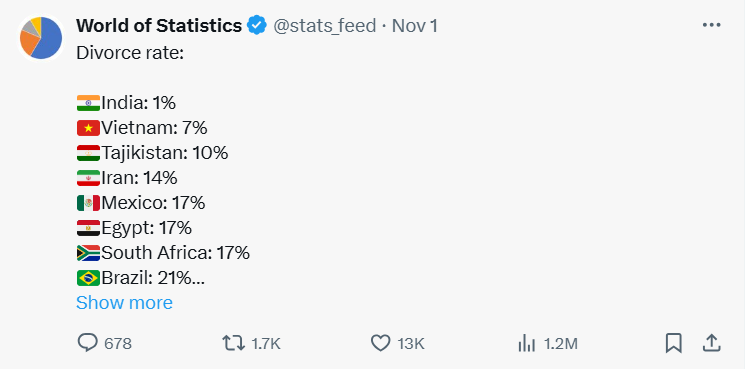 World of Statistics @stats_feed · Nov 1
Divorce rate:
India: 1%
Vietnam: 7%
Tajikistan: 10%
Iran: 14%
Mexico: 17%
Egypt: 17%
South Africa: 17%
Brazil: 21%...
Show more
678 1.7K 13K 1.2M